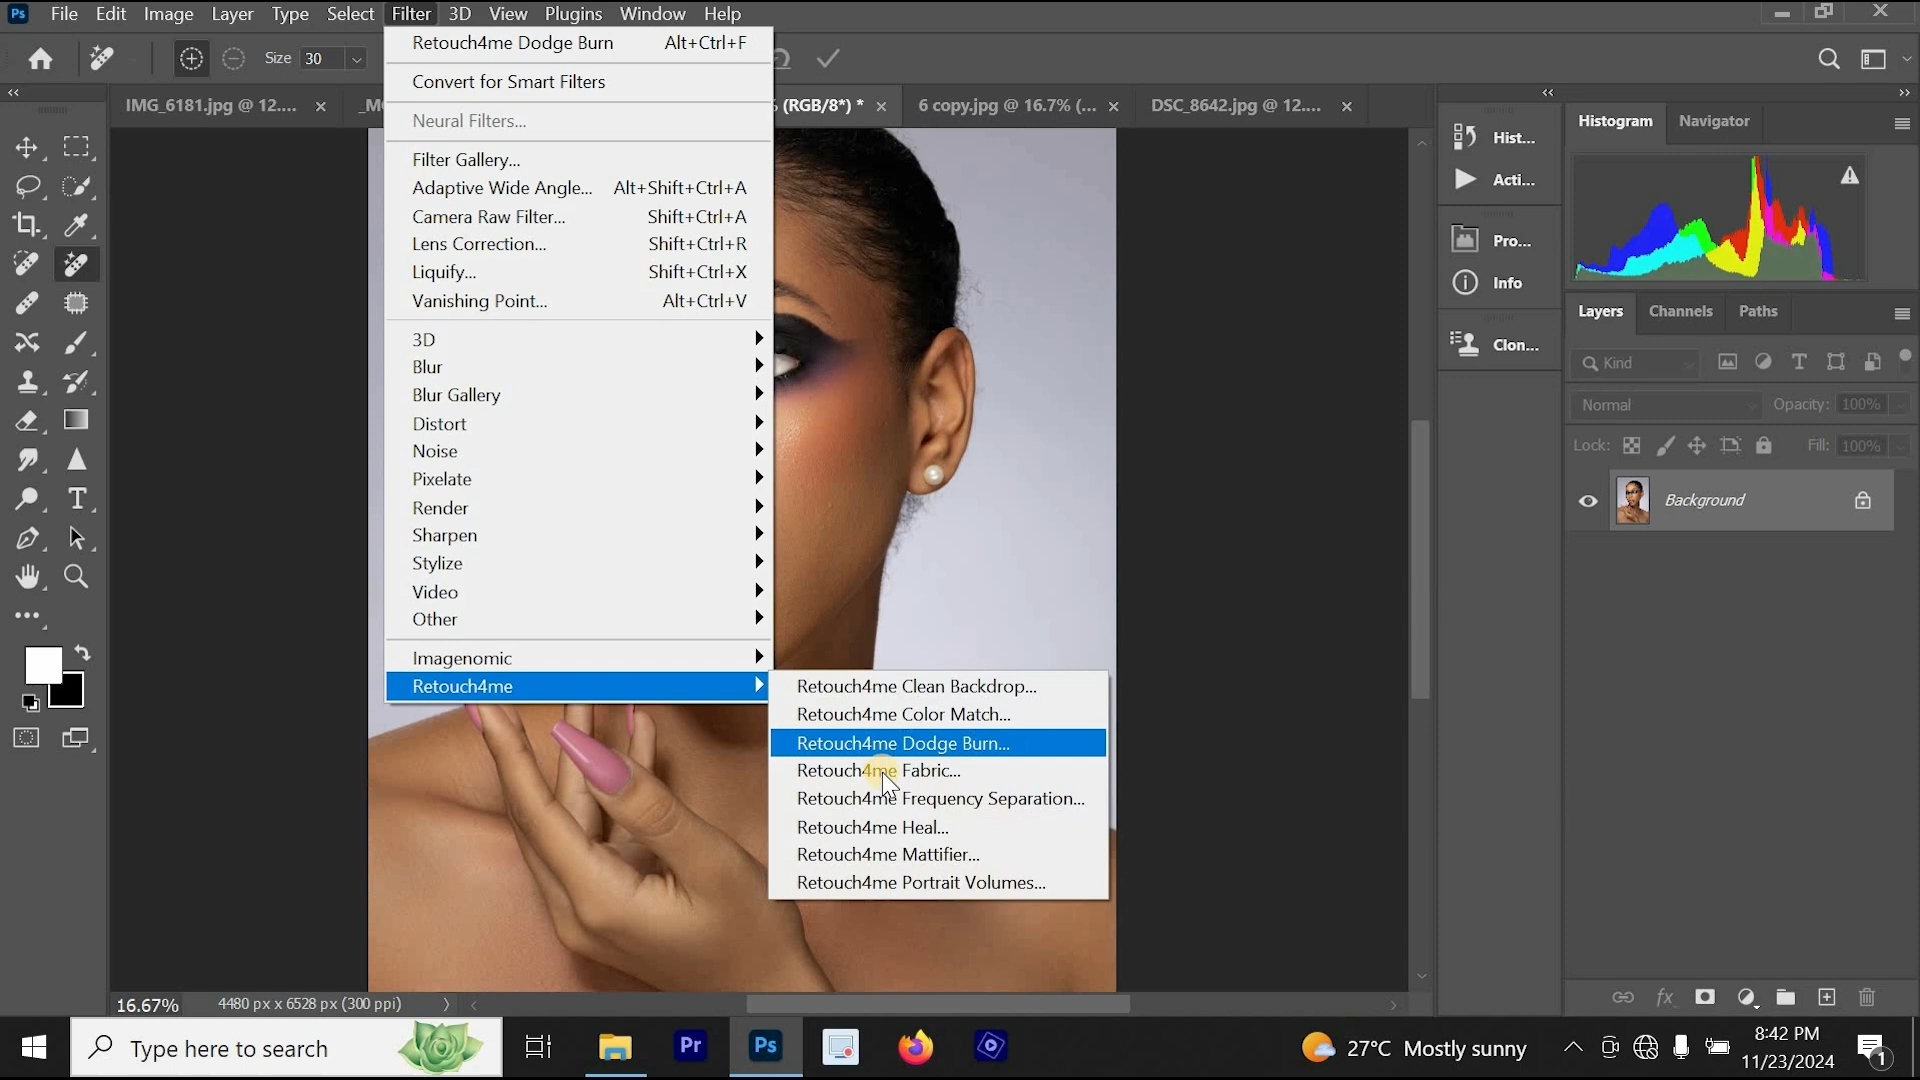 Ps File Edit Image Layer Type Select Filter 3D View Plugins Window Help
Size 30
Retouch4me Dodge Burn Alt+Ctrl+F
Convert for Smart Filters
Neural Filters...
Filter Gallery...
Adaptive Wide Angle... Alt+Shift+Ctrl+A
Camera Raw Filter... Shift+Ctrl+A
Lens Correction... Shift+Ctrl+R
Liquify... Shift+Ctrl+X
Vanishing Point... Alt+Ctrl+V
3D
Blur
Blur Gallery
Distort
Noise
Pixelate
Render
Sharpen
Stylize
Video
Other
Imagenomic
Retouch4me
Retouch4me Clean Backdrop...
Retouch4me Color Match...
Retouch4me Dodge Burn...
Retouch4me Fabric...
Retouch4me Frequency Separation...
Retouch4me Heal...
Retouch4me Mattifier...
Retouch4me Portrait Volumes...
IMG_6181.jpg @ 12.... (RGB/8*) * 6 copy.jpg @ 16.7% (... DSC_8642.jpg @ 12....
Hist...
Acti...
Pro...
Info
Clon...
Histogram Navigator
Layers Channels Paths
Kind
Normal Opacity: 100%
Lock: Fill: 100%
Background
16.67% 4480 px x 6528 px (300 ppi)
Type here to search
Pr
Ps
27°C Mostly sunny
8:42 PM
11/23/2024
1